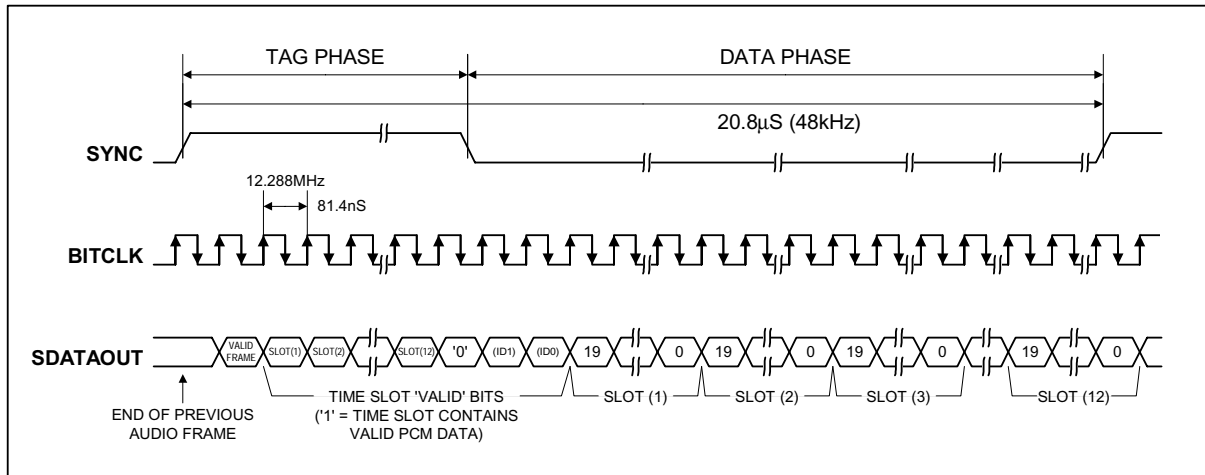 TAG PHASE
DATA PHASE
20.8µS (48kHz)
SYNC
12.288MHz
81.4nS
BITCLK
SDATAOUT
VALID
FRAME
SLOT(1)
SLOT(2)
SLOT(12)
'0'
(ID1)
(ID0)
19
0
19
0
19
0
19
0
END OF PREVIOUS
AUDIO FRAME
TIME SLOT 'VALID' BITS
('1' = TIME SLOT CONTAINS
VALID PCM DATA)
SLOT (1)
SLOT (2)
SLOT (3)
SLOT (12)